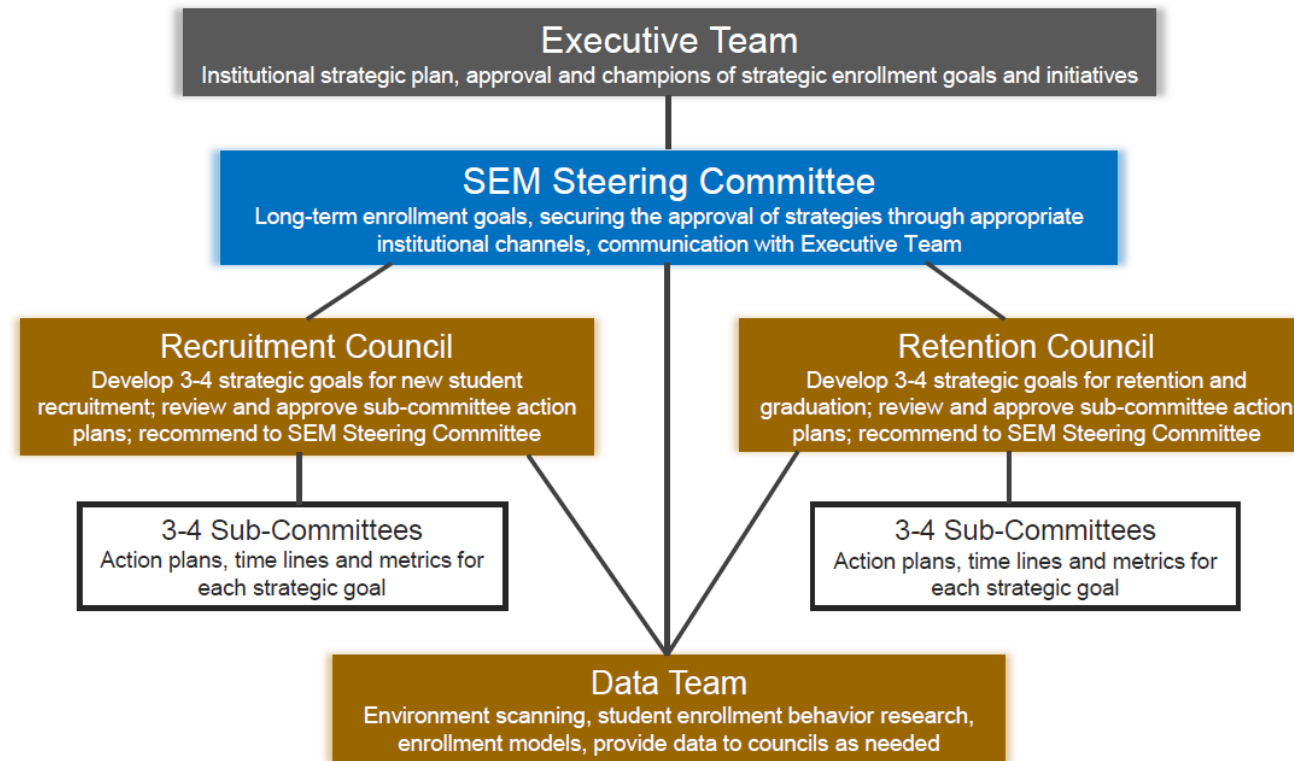 Executive Team
Institutional strategic plan, approval and champions of strategic enrollment goals and initiatives
SEM Steering Committee
Long-term enrollment goals, securing the approval of strategies through appropriate
institutional channels, communication with Executive Team
Recruitment Council
Develop 3-4 strategic goals for new student
recruitment; review and approve sub-committee action
plans; recommend to SEM Steering Committee
Retention Council
Develop 3-4 strategic goals for retention and
graduation; review and approve sub-committee action
plans; recommend to SEM Steering Committee
3-4 Sub-Committees
Action plans, time lines and metrics for
each strategic goal
3-4 Sub-Committees
Action plans, time lines and metrics for
each strategic goal
Data Team
Environment scanning, student enrollment behavior research,
enrollment models, provide data to councils as needed